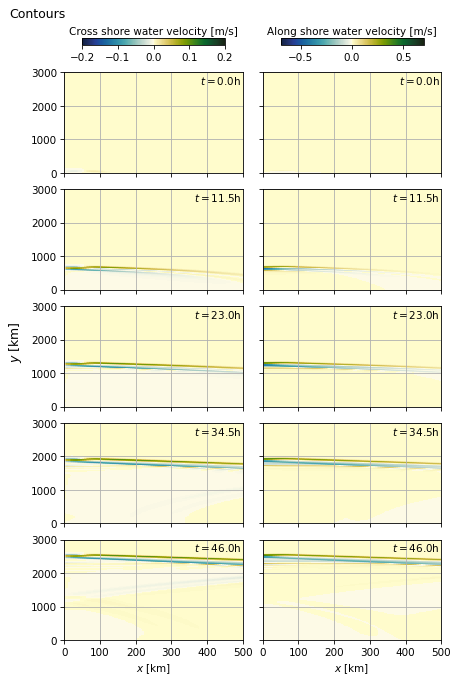 Contours
Cross shore water velocity [m/s]
−0.2 −0.1 0.0 0.1 0.2
Along shore water velocity [m/s]
−0.5 0.0 0.5
3000
2000
1000
0
t = 0.0h
t = 0.0h
3000
2000
1000
0
t = 11.5h
t = 11.5h
y [km]
3000
2000
1000
0
t = 23.0h
t = 23.0h
3000
2000
1000
0
t = 34.5h
t = 34.5h
3000
2000
1000
0
t = 46.0h
t = 46.0h
0 100 200 300 400 500
0 100 200 300 400 500
x [km]
x [km]